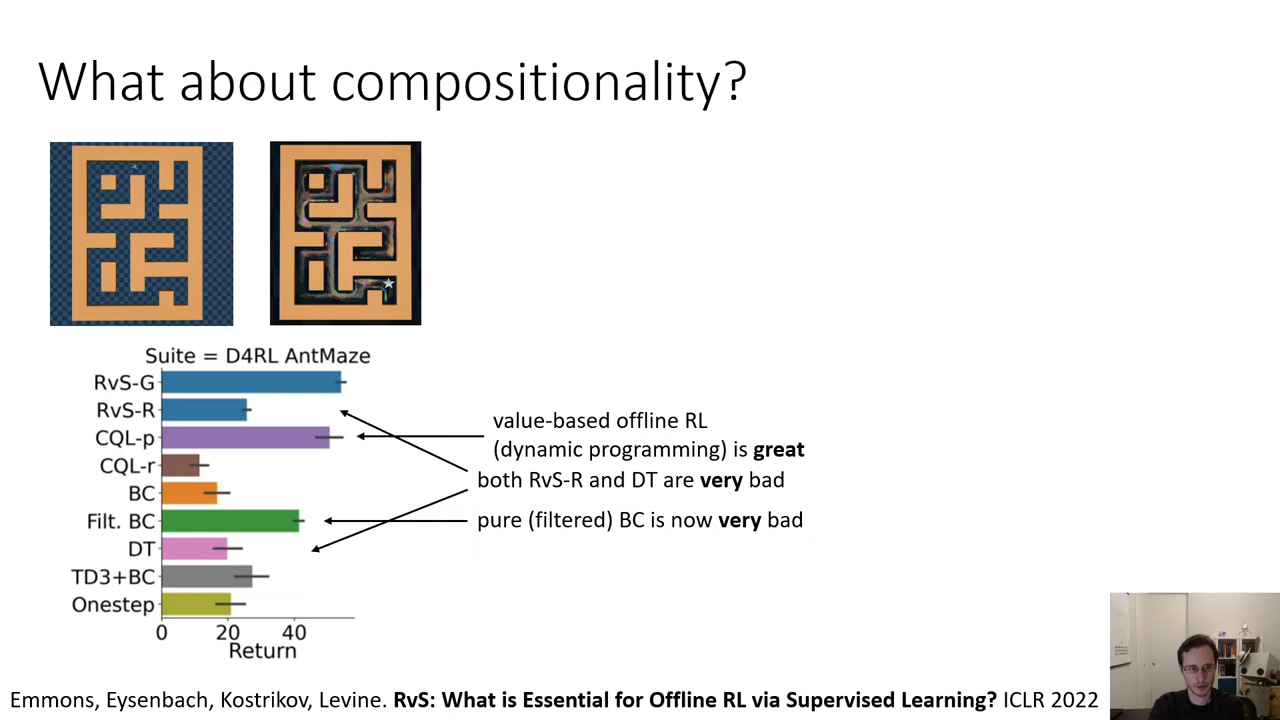 What about compositionality?
Suite = D4RL AntMaze
RvS-G
RvS-R
CQL-p
CQL-r
BC
Filt. BC
DT
TD3+BC
Onestep
0 20 40
Return
value-based offline RL
(dynamic programming) is great
both RvS-R and DT are very bad
pure (filtered) BC is now very bad
Emmons, Eysenbach, Kostrikov, Levine. RvS: What is Essential for Offline RL via Supervised Learning? ICLR 2022